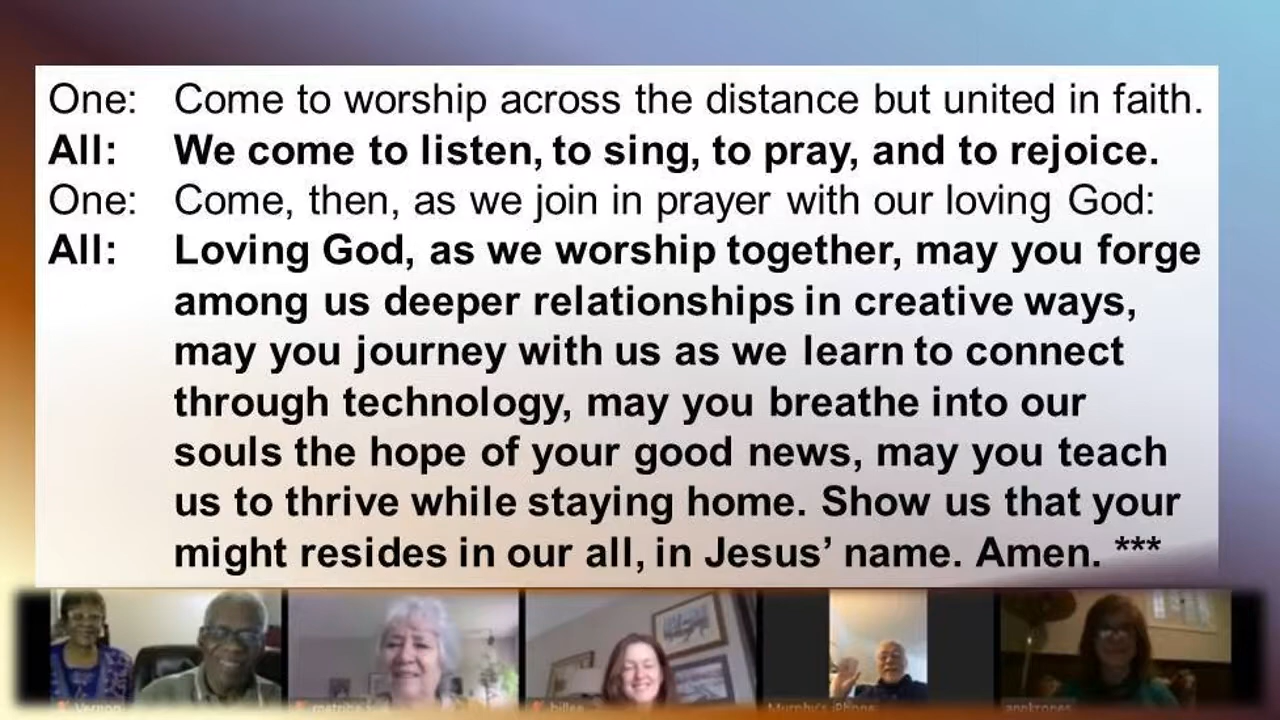 One: Come to worship across the distance but united in faith.
All: We come to listen, to sing, to pray, and to rejoice.
One: Come, then, as we join in prayer with our loving God:
All: Loving God, as we worship together, may you forge
among us deeper relationships in creative ways,
may you journey with us as we learn to connect
through technology, may you breathe into our
souls the hope of your good news, may you teach
us to thrive while staying home. Show us that your
might resides in our all, in Jesus’ name. Amen. ***
Vernon
Murphy's iPhone